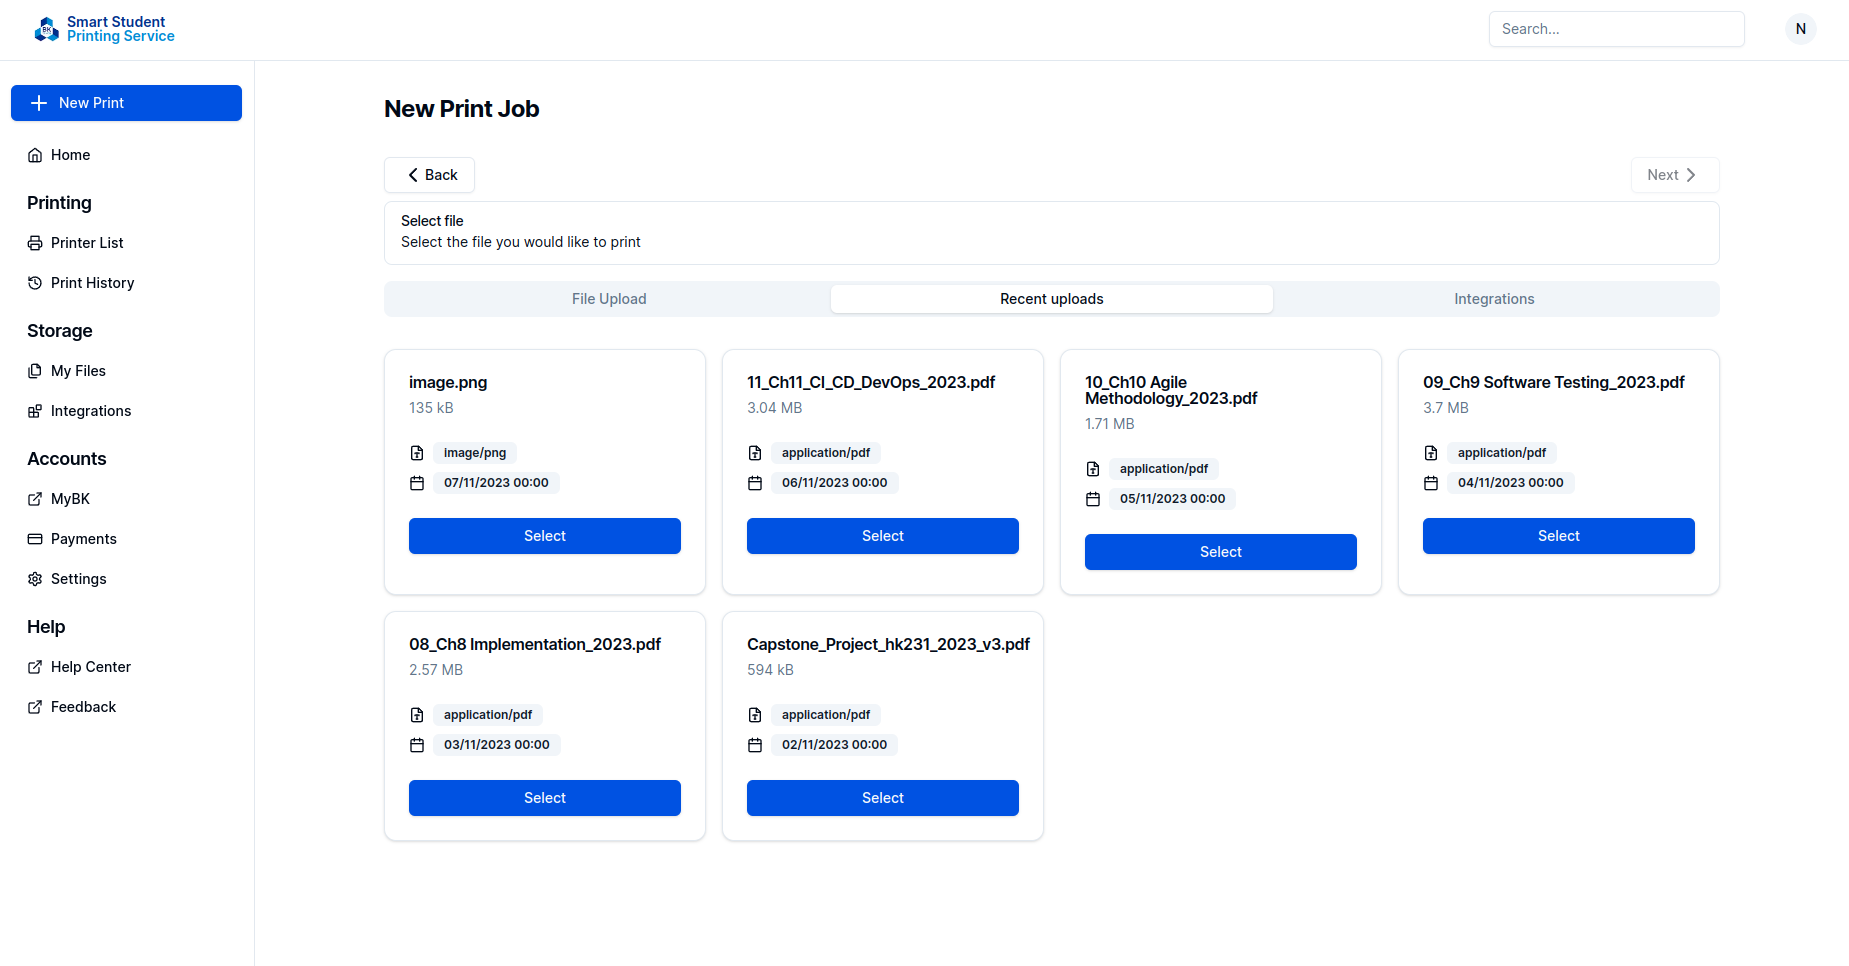 Smart Student
Printing Service
BK
Search...
N
New Print
Home
Printing
Printer List
Print History
Storage
My Files
Integrations
Accounts
MyBK
Payments
Settings
Help
Help Center
Feedback
New Print Job
Back
Next
Select file
Select the file you would like to print
File Upload
Recent uploads
Integrations
image.png
135 kB
image/png
07/11/2023 00:00
Select
11_Ch11_CI_CD_DevOps_2023.pdf
3.04 MB
application/pdf
06/11/2023 00:00
Select
10_Ch10 Agile
Methodology_2023.pdf
1.71 MB
application/pdf
05/11/2023 00:00
Select
09_Ch9 Software Testing_2023.pdf
3.7 MB
application/pdf
04/11/2023 00:00
Select
08_Ch8 Implementation_2023.pdf
2.57 MB
application/pdf
03/11/2023 00:00
Select
Capstone_Project_hk231_2023_v3.pdf
594 kB
application/pdf
02/11/2023 00:00
Select